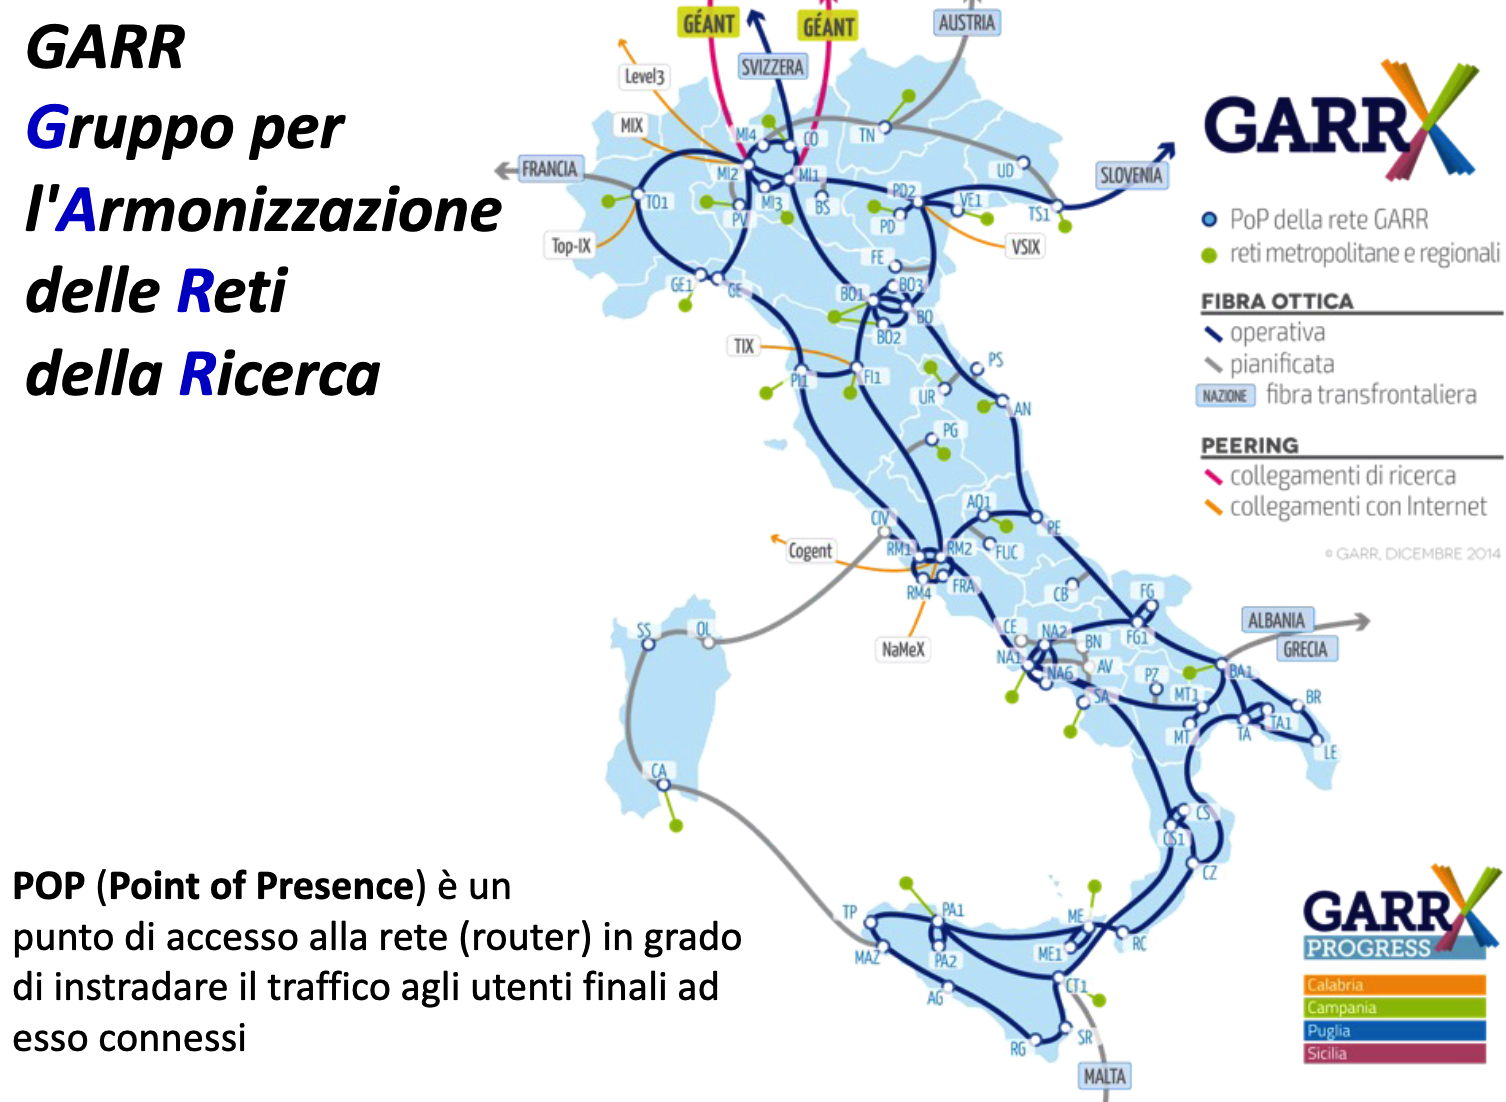 GARR
Gruppo per
l'Armonizzazione
delle Reti
della Ricerca
POP (Point of Presence) è un
punto di accesso alla rete (router) in grado
di instradare il traffico agli utenti finali ad
esso connessi
GÉANT
GÉANT
AUSTRIA
SVIZZERA
Level3
MIX
FRANCIA
SLOVENIA
MI4
CO
TN
UD
MI2
MI1
TO1
MI3
BS
PV
PD2
PD
VE1
TS1
Top-IX
VSIX
FE
GE1
GE
BO1
BO3
BO
BO2
TIX
PI1
FI1
PS
UR
AN
PG
AQ1
PE
CIV
RM1
RM2
FUC
Cogent
RM4
FRA
CB
FG
FG1
NaMeX
CE
NA2
BN
NA1
NA6
AV
SA
PZ
MT1
MT
BA1
BR
TA
TA1
LE
ALBANIA
GRECIA
SS
OL
CA
CS
CS1
CZ
TP
PA1
ME
RC
MAZ
PA2
ME1
AG
CT1
RG
SR
MALTA
GARR X
PoP della rete GARR
reti metropolitane e regionali
FIBRA OTTICA
operativa
pianificata
NAZIONE fibra transfrontaliera
PEERING
collegamenti di ricerca
collegamenti con Internet
© GARR, DICEMBRE 2014
GARR X
PROGRESS
Calabria
Campania
Puglia
Sicilia